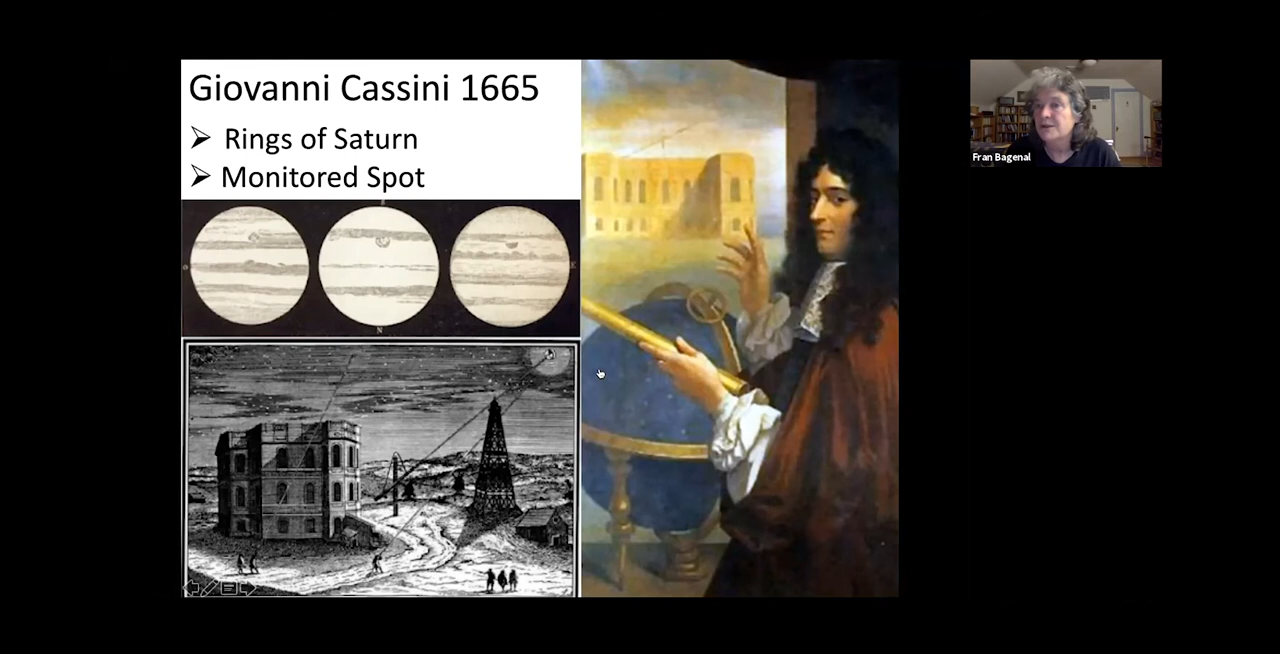 Giovanni Cassini 1665
Rings of Saturn
Monitored Spot
N
Fran Bagenal